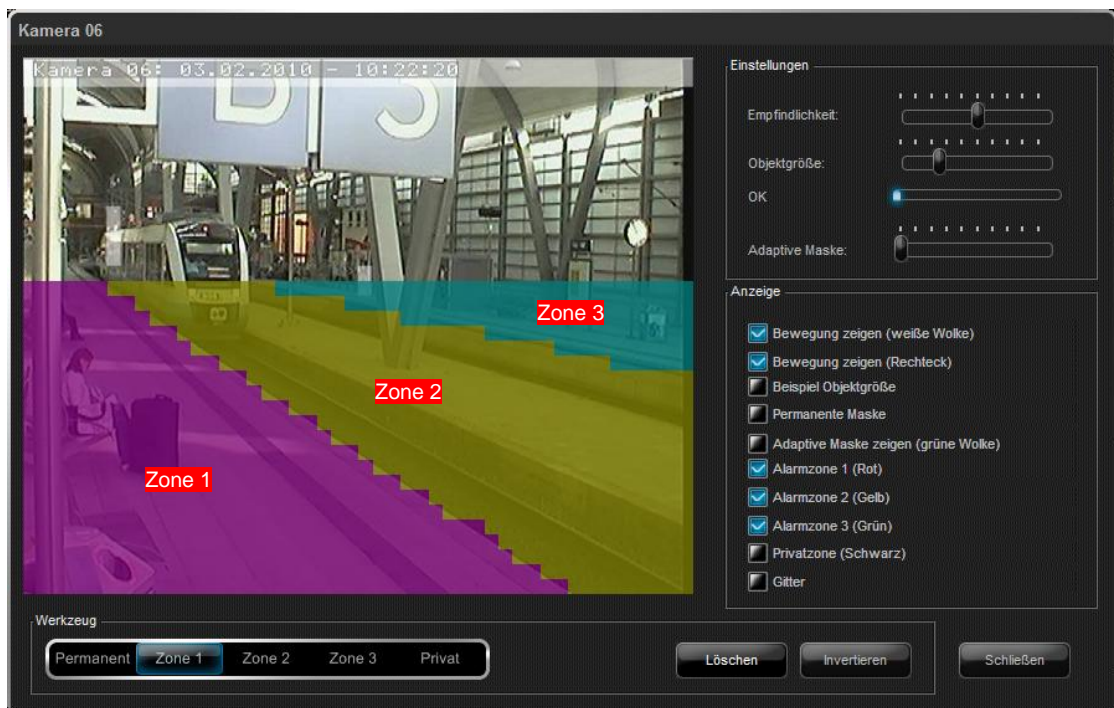 Kamera 06
Kamera 06: 03.02.2010 - 10:22:20
B 3
Zone 3
Zone 2
Zone 1
Einstellungen
Empfindlichkeit:
Objektgröße:
OK
Adaptive Maske:
Anzeige
Bewegung zeigen (weiße Wolke)
Bewegung zeigen (Rechteck)
Beispiel Objektgröße
Permanente Maske
Adaptive Maske zeigen (grüne Wolke)
Alarmzone 1 (Rot)
Alarmzone 2 (Gelb)
Alarmzone 3 (Grün)
Privatzone (Schwarz)
Gitter
Werkzeug
Permanent Zone 1 Zone 2 Zone 3 Privat
Löschen Invertieren Schließen